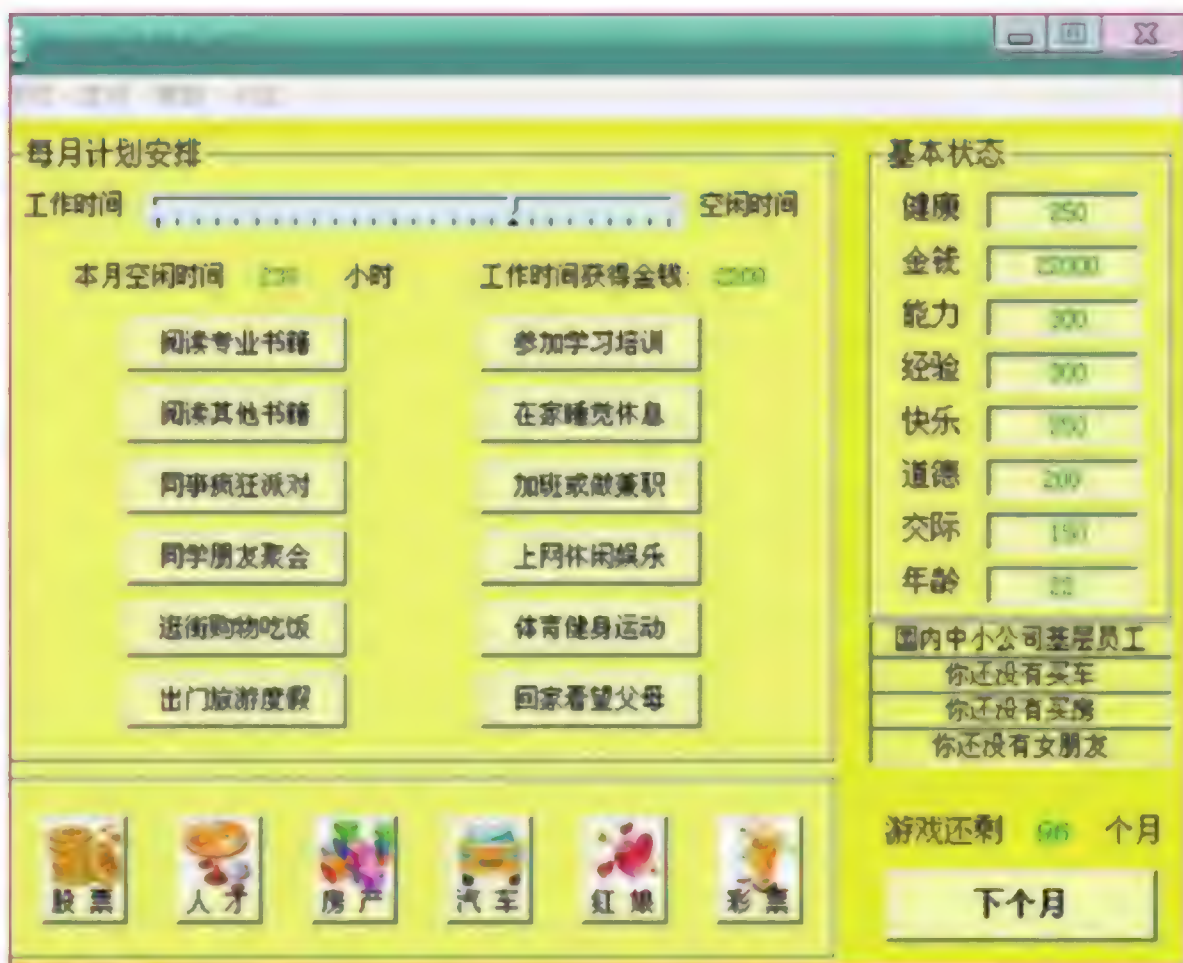 每月计划安排
工作时间 空闲时间
本月空闲时间 小时 工作时间获得金钱:
阅读专业书籍 参加学习培训
阅读其他书籍 在家睡觉休息
同事疯狂派对 加班或做兼职
同学朋友聚会 上网休闲娱乐
逛街购物吃饭 体育健身运动
出门旅游度假 回家看望父母
股票 人才 房产 汽车 红娘 彩票
基本状态
健康
金钱
能力 300
经验 300
快乐
道德 200
交际
年龄
国内中小公司基层员工
你还没有买车
你还没有买房
你还没有女朋友
游戏还剩 96 个月
下个月